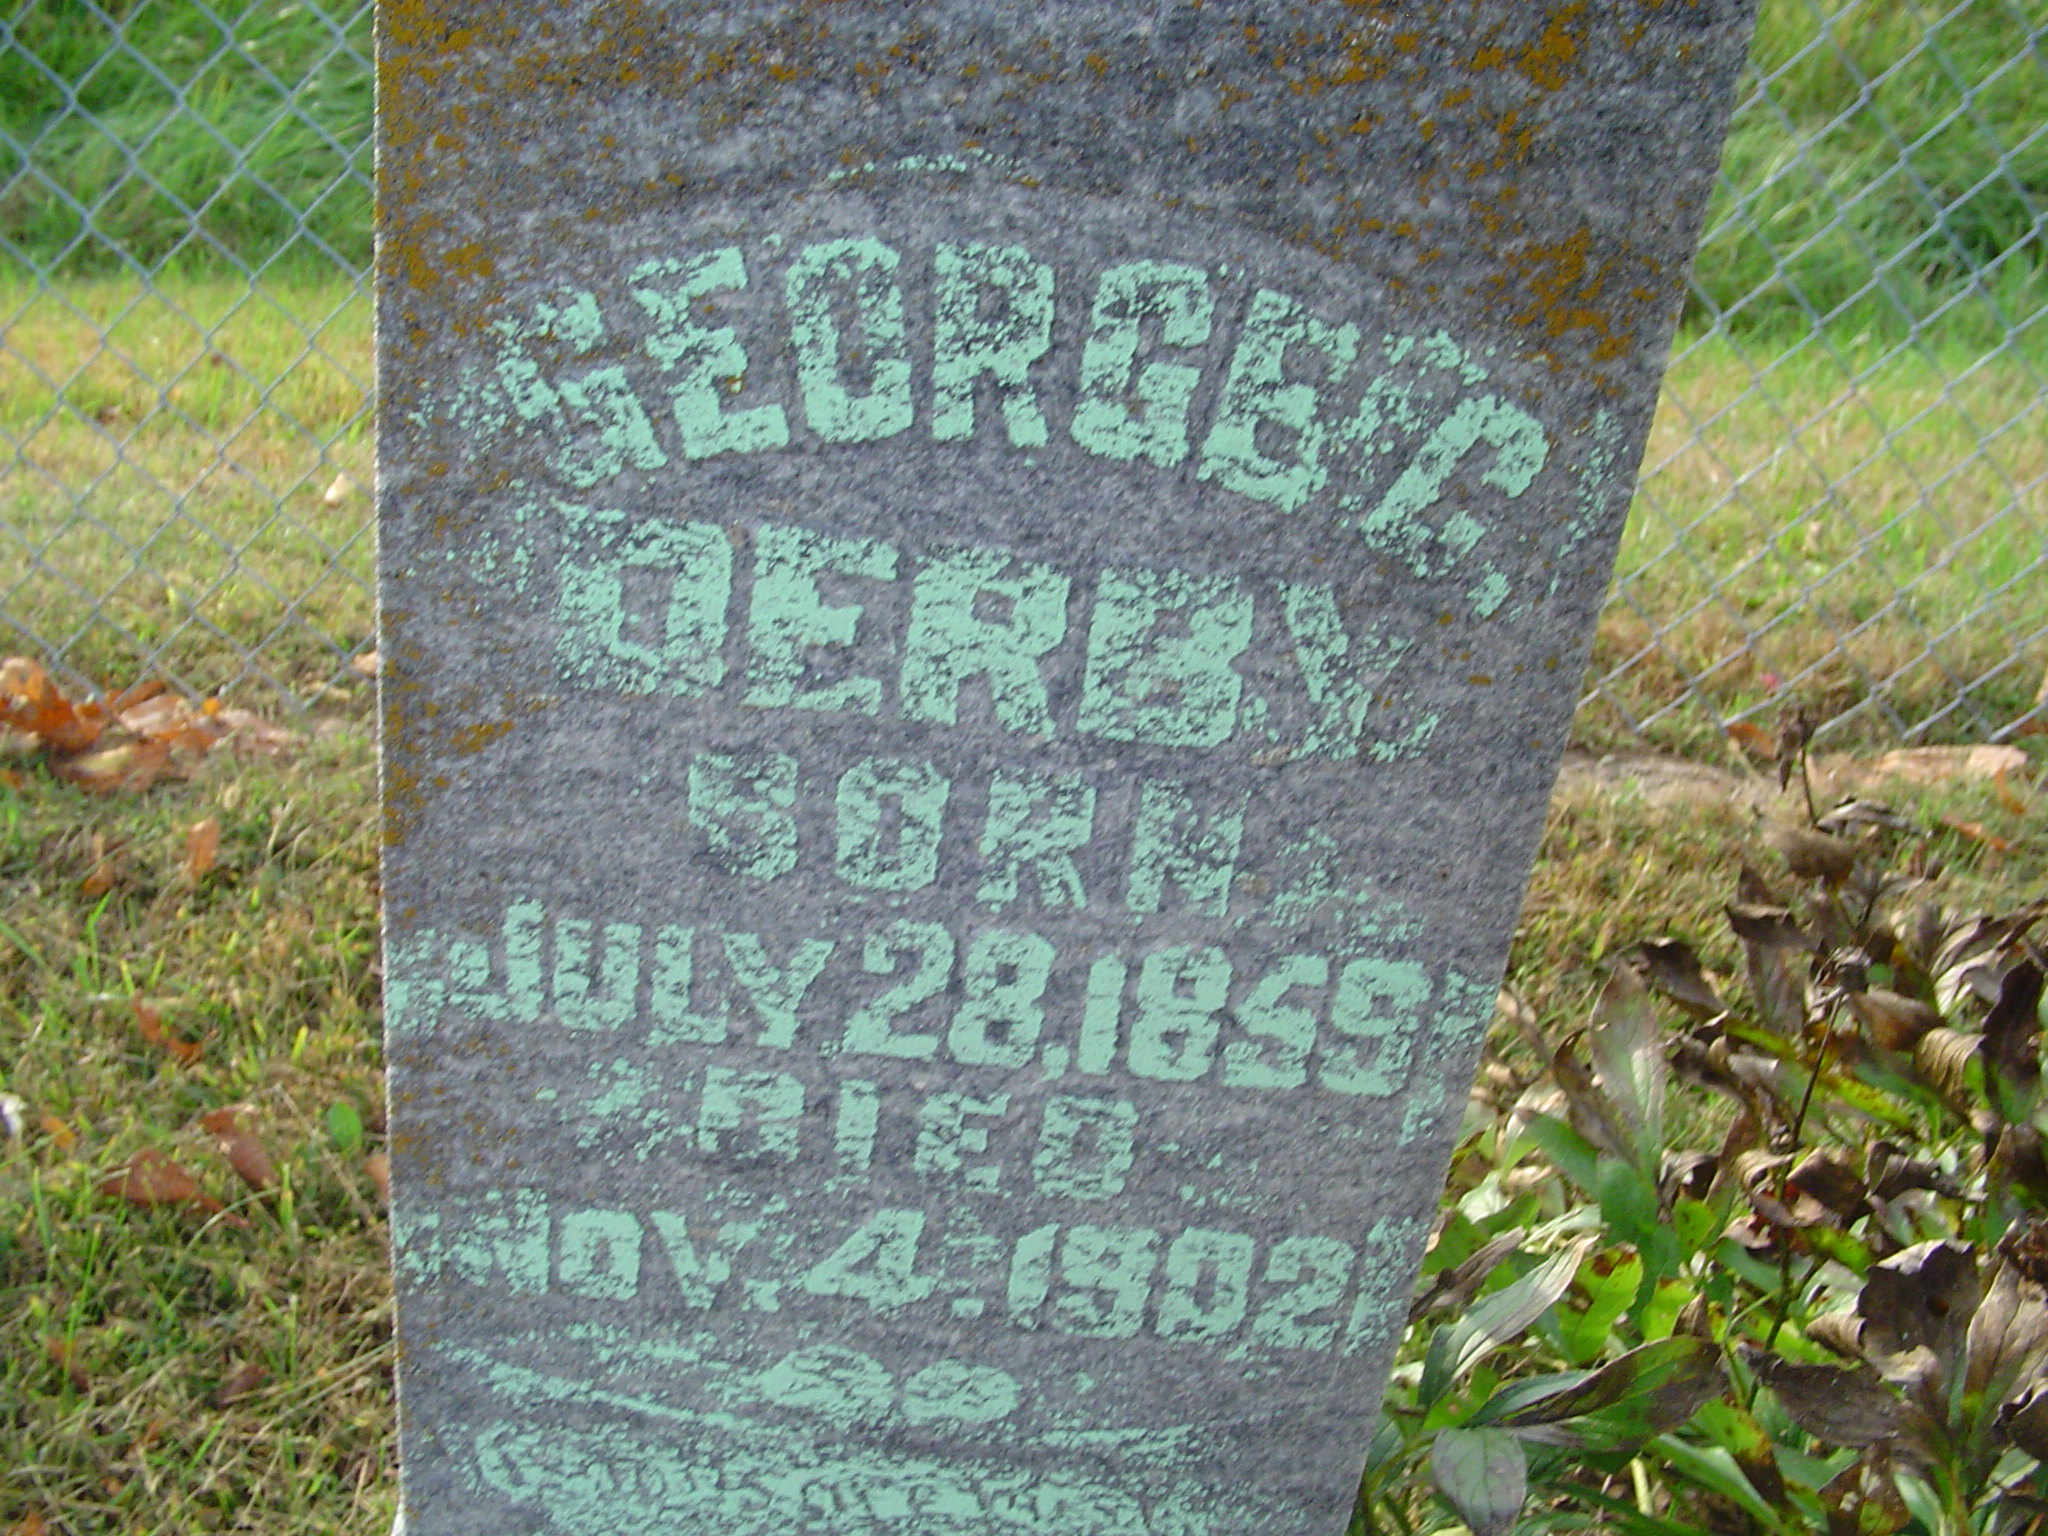 GEORGE C.
DERBY
BORN
JULY 28, 1859
DIED
NOV. 4. 1902